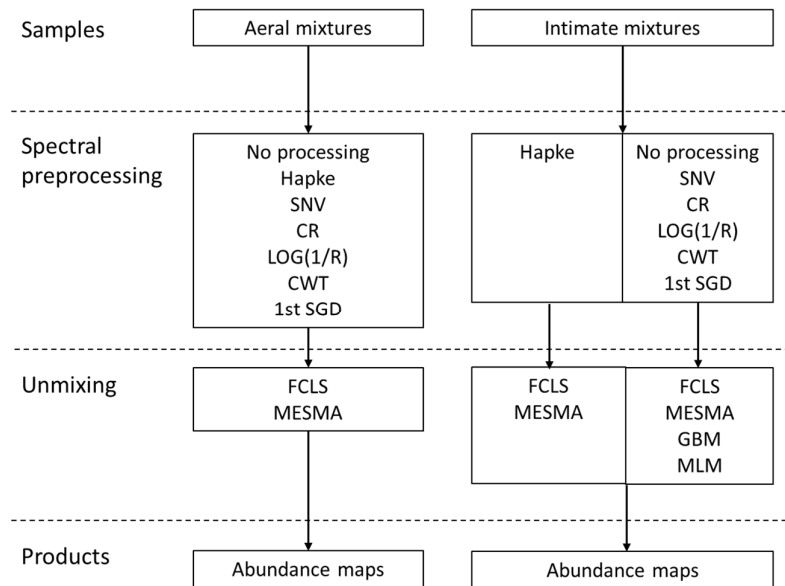 Samples
Aeral mixtures
Intimate mixtures
Spectral
preprocessing
No processing
Hapke
SNV
CR
LOG(1/R)
CWT
1st SGD
Hapke
No processing
SNV
CR
LOG(1/R)
CWT
1st SGD
Unmixing
FCLS
MESMA
FCLS
MESMA
FCLS
MESMA
GBM
MLM
Products
Abundance maps
Abundance maps